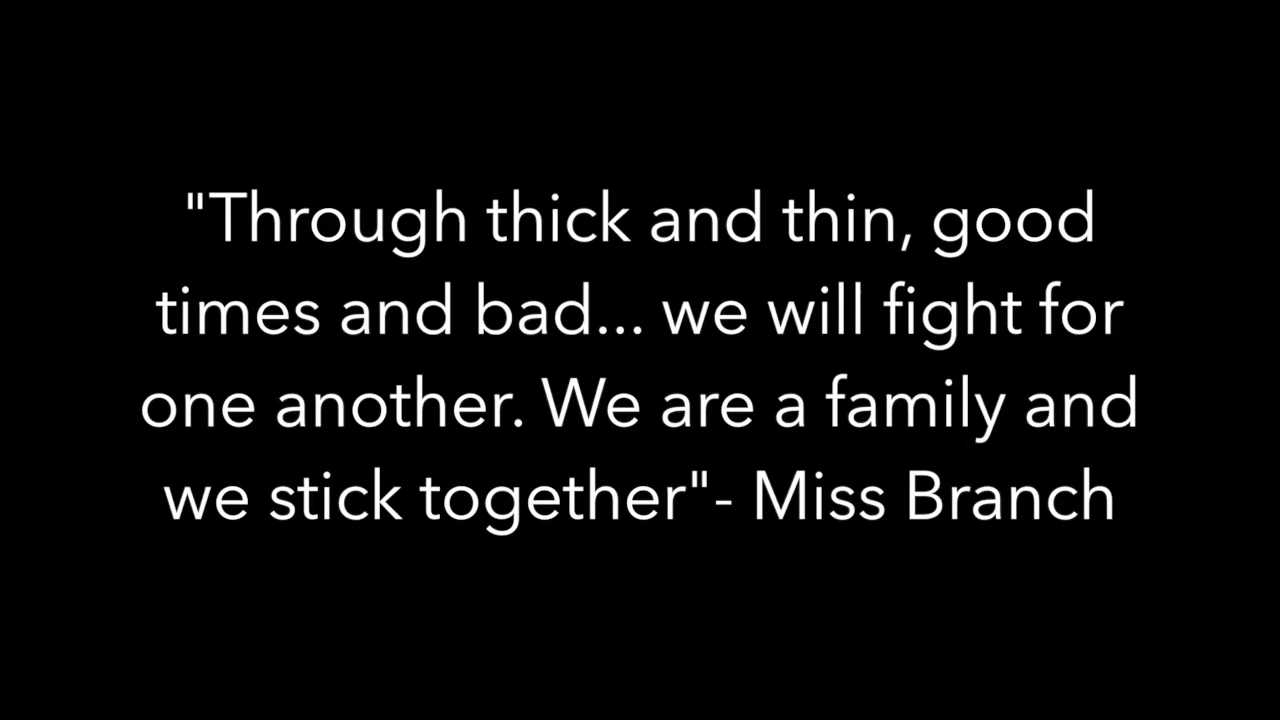 "Through thick and thin, good
times and bad... we will fight for
one another. We are a family and
we stick together"- Miss Branch